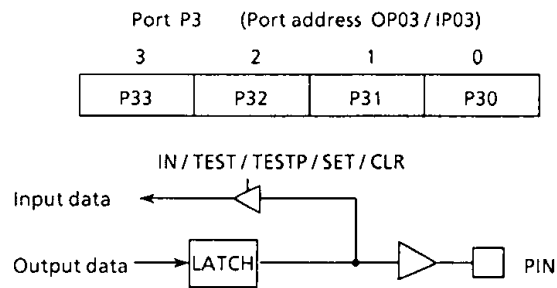 Port P3 (Port address OP03 / IP03)
3 2 1 0
P33 P32 P31 P30
IN / TEST / TESTP / SET / CLR
Input data
Output data LATCH PIN